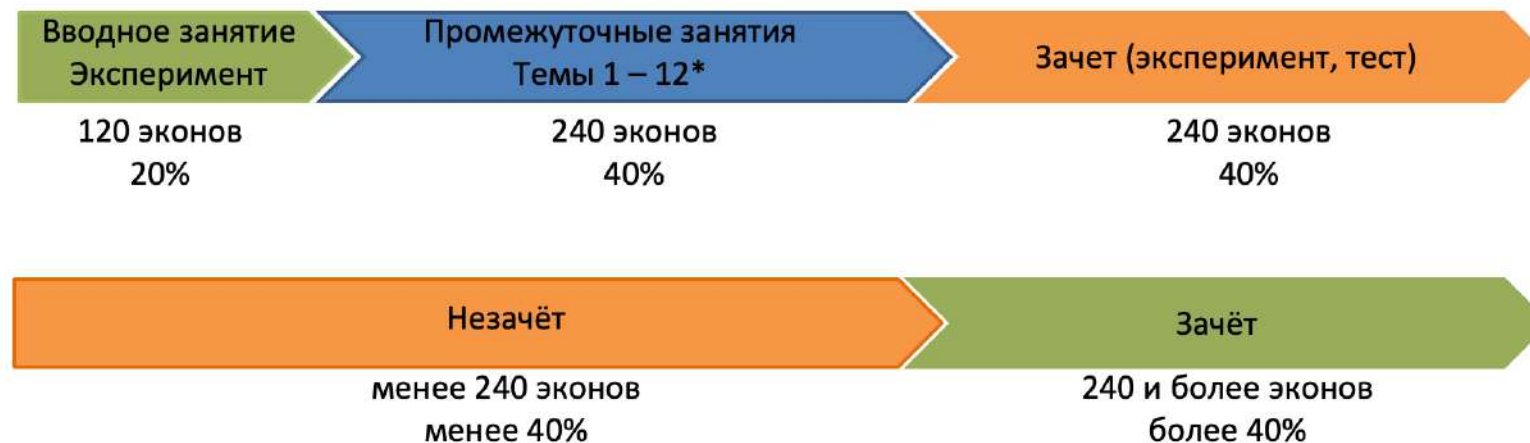 Вводное занятие
Эксперимент
Промежуточные занятия
Темы 1 – 12*
Зачет (эксперимент, тест)
120 эконов
20%
240 эконов
40%
240 эконов
40%
Незачёт
Зачёт
менее 240 эконов
менее 40%
240 и более эконов
более 40%